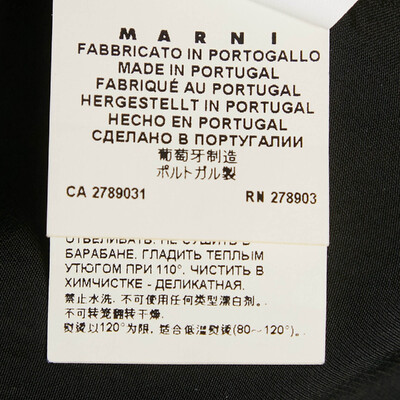 MARNI
FABBRICATO IN PORTOGALLO
MADE IN PORTUGAL
FABRIQUÉ AU PORTUGAL
HERGESTELLT IN PORTUGAL
HECHO EN PORTUGAL
СДЕЛАНО В ПОРТУГАЛИИ
葡萄牙制造
ポルトガル製
CA 2789031 RN 278903
ОТБЕЛИВАТЬ. НЕ СУШИТЬ В
БАРАБАНЕ. ГЛАДИТЬ ТЕПЛЫМ
УТЮГОМ ПРИ 110°. ЧИСТИТЬ В
ХИМЧИСТКЕ - ДЕЛИКАТНАЯ.
禁止水洗. 不可使用任何类型漂白剂。
不可转笼翻转干燥.
熨烫以120°为限, 适合低温熨烫(80~120°)。